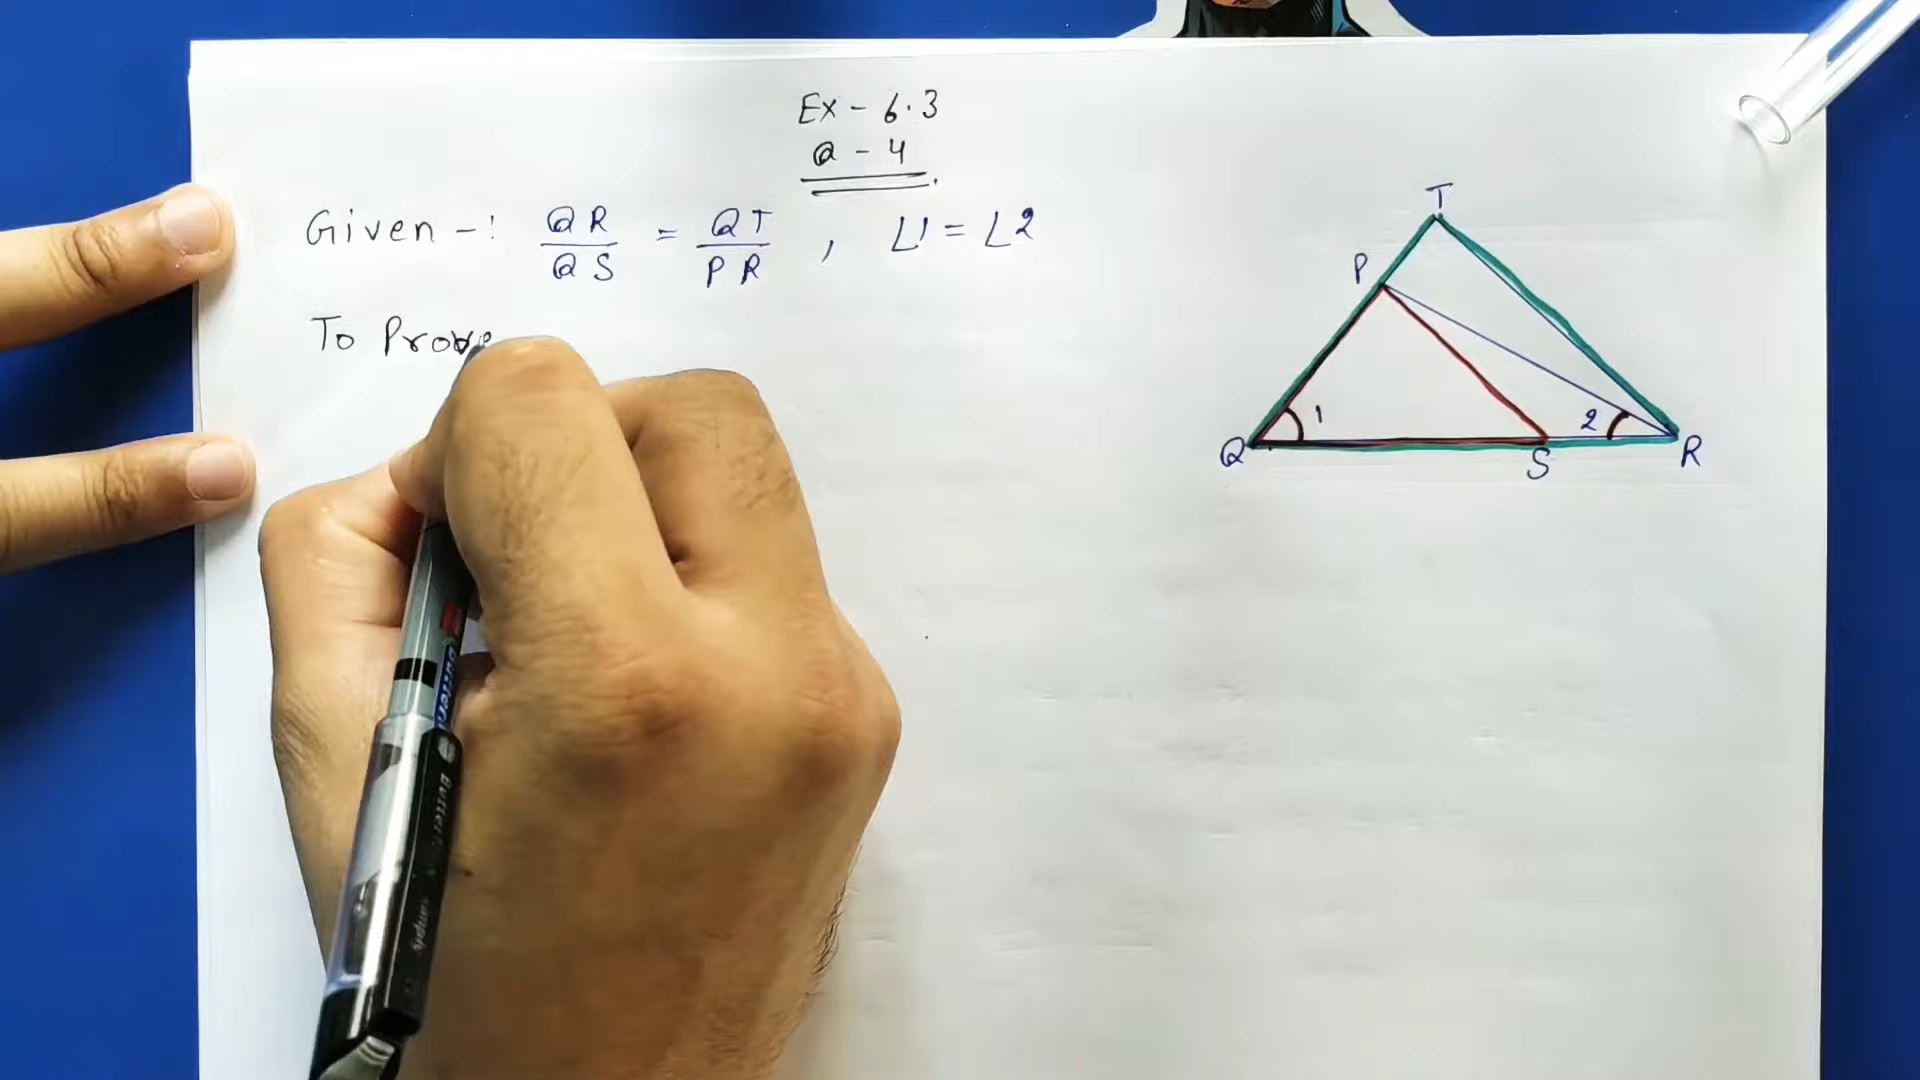 Ex - 6.3
Q - 4
Given -: QR/QS = QT/PR , ∠1 = ∠2
To Prove
T
P
1
2
Q
S
R